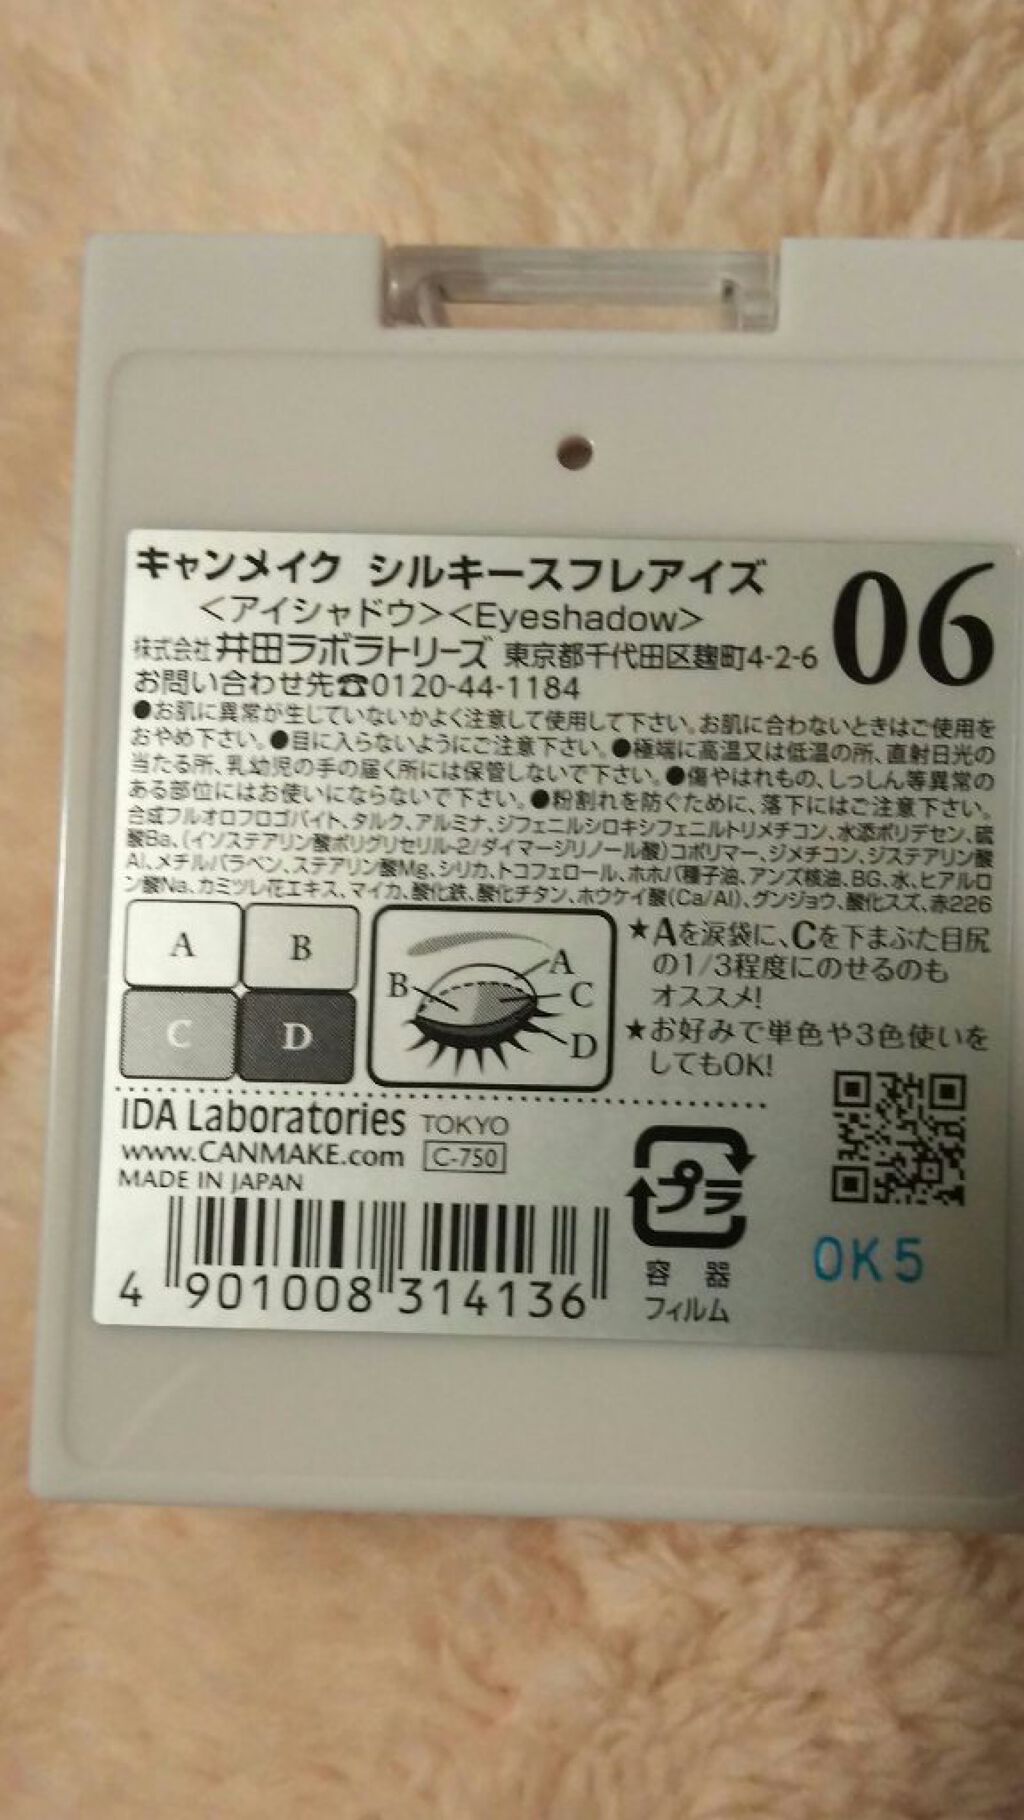 キャンメイク シルキースフレアイズ
06
<アイシャドウ><Eyeshadow>
株式会社 井田ラボラトリーズ 東京都千代田区麹町4-2-6
お問い合わせ先☎0120-44-1184
●お肌に異常が生じていないかよく注意して使用して下さい。お肌に合わないときはご使用を
おやめ下さい。●目に入らないようにご注意下さい。●極端に高温又は低温の所、直射日光の
当たる所、乳幼児の手の届く所には保管しないで下さい。●傷やはれもの、しっしん等異常の
ある部位にはお使いにならないで下さい。●粉割れを防ぐために、落下にはご注意下さい。
合成フルオロフロゴパイト、タルク、アルミナ、ジフェニルシロキシフェニルトリメチコン、水添ポリデセン、硫
酸Ba、(イソステアリン酸ポリグリセリル-2/ダイマージリノール酸)コポリマー、ジメチコン、ジステアリン酸
Al、メチルパラベン、ステアリン酸Mg、シリカ、トコフェロール、ホホバ種子油、アンズ核油、BG、水、ヒアルロ
ン酸Na、カミツレ花エキス、マイカ、酸化鉄、酸化チタン、ホウケイ酸(Ca/Al)、グンジョウ、酸化スズ、赤226
A B
C D
A
B
C
D
★Aを涙袋に、Cを下まぶた目尻
の1/3程度にのせるのも
オススメ!
★お好みで単色や3色使いを
してもOK!
IDA Laboratories TOKYO
www.CANMAKE.com C-750
MADE IN JAPAN
プラ
容 器
フィルム
OK5
4 901008 314136